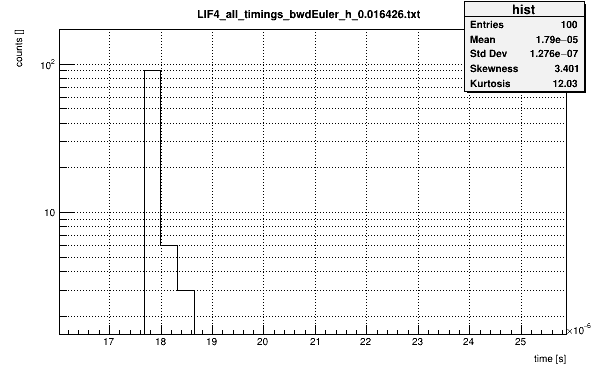 LIF4_all_timings_bwdEuler_h_0.016426.txt
hist
Entries 100
Mean 1.79e−05
Std Dev 1.276e−07
Skewness 3.401
Kurtosis 12.03
counts []
10²
10
17 18 19 20 21 22 23 24 25
×10⁻⁶
time [s]